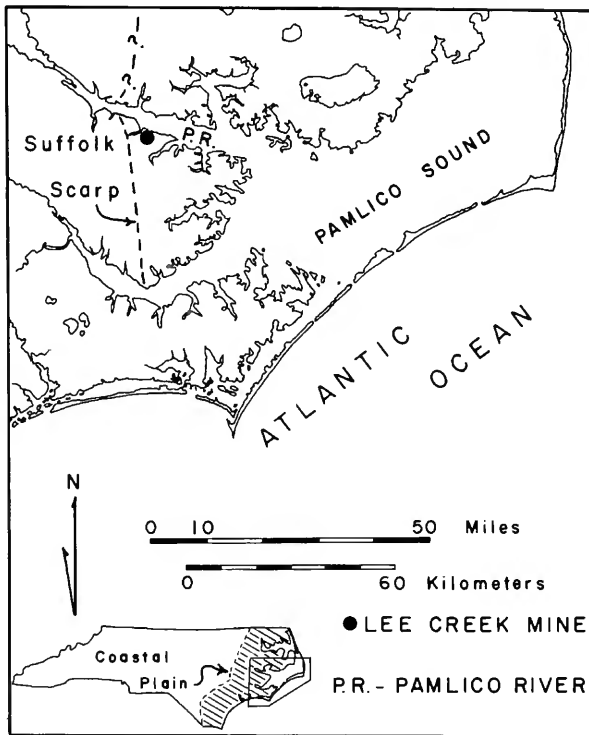 ?
?
P.R.
Suffolk
Scarp
PAMLICO SOUND
ATLANTIC
OCEAN
N
0 10 50 Miles
0 60 Kilometers
LEE CREEK MINE
Coastal
Plain
P.R. - PAMLICO RIVER